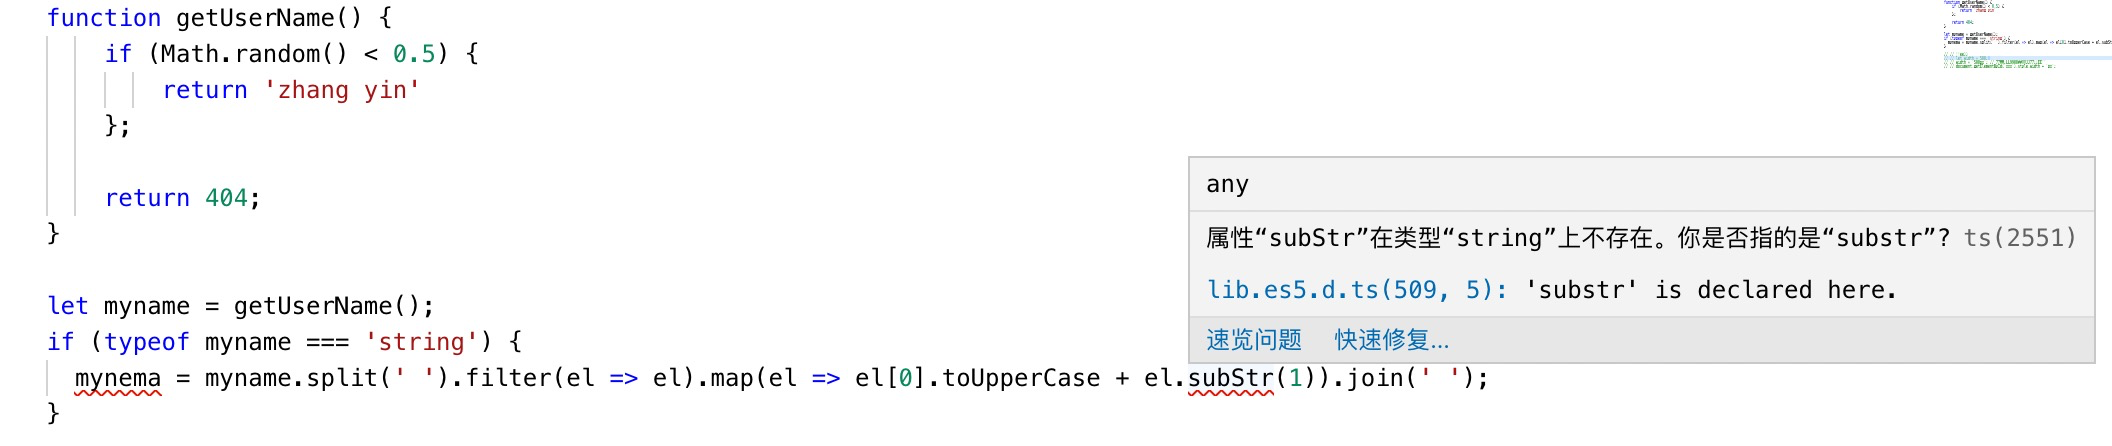 function getUserName() {
if (Math.random() < 0.5) {
return 'zhang yin'
};
return 404;
}
let myname = getUserName();
if (typeof myname === 'string') {
mynema = myname.split(' ').filter(el => el).map(el => el[0].toUpperCase + el.subStr(1)).join(' ');
}
any
属性“subStr”在类型“string”上不存在。你是否指的是“substr”? ts(2551)
lib.es5.d.ts(509, 5): 'substr' is declared here.
速览问题 快速修复...